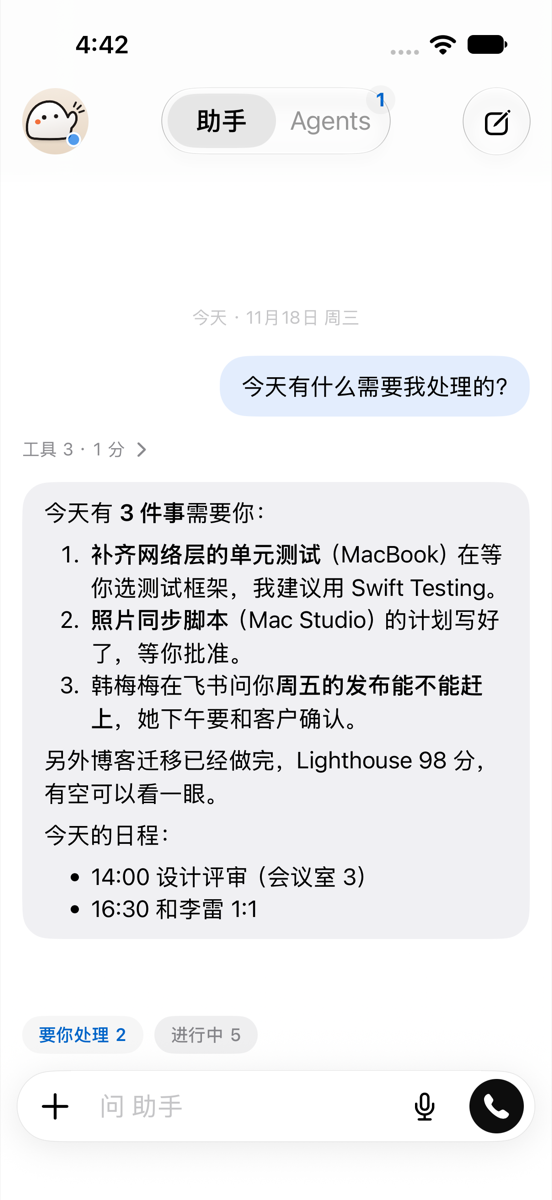 4:42
助手
Agents
1
今天 · 11月18日 周三
今天有什么需要我处理的?
工具 3 · 1 分
今天有 3 件事需要你：
1. 补齐网络层的单元测试（MacBook）在等
你选测试框架，我建议用 Swift Testing。
2. 照片同步脚本（Mac Studio）的计划写好
了，等你批准。
3. 韩梅梅在飞书问你周五的发布能不能赶
上，她下午要和客户确认。
另外博客迁移已经做完，Lighthouse 98 分，
有空可以看一眼。
今天的日程：
• 14:00 设计评审（会议室 3）
• 16:30 和李雷 1:1
要你处理 2
进行中 5
问 助手